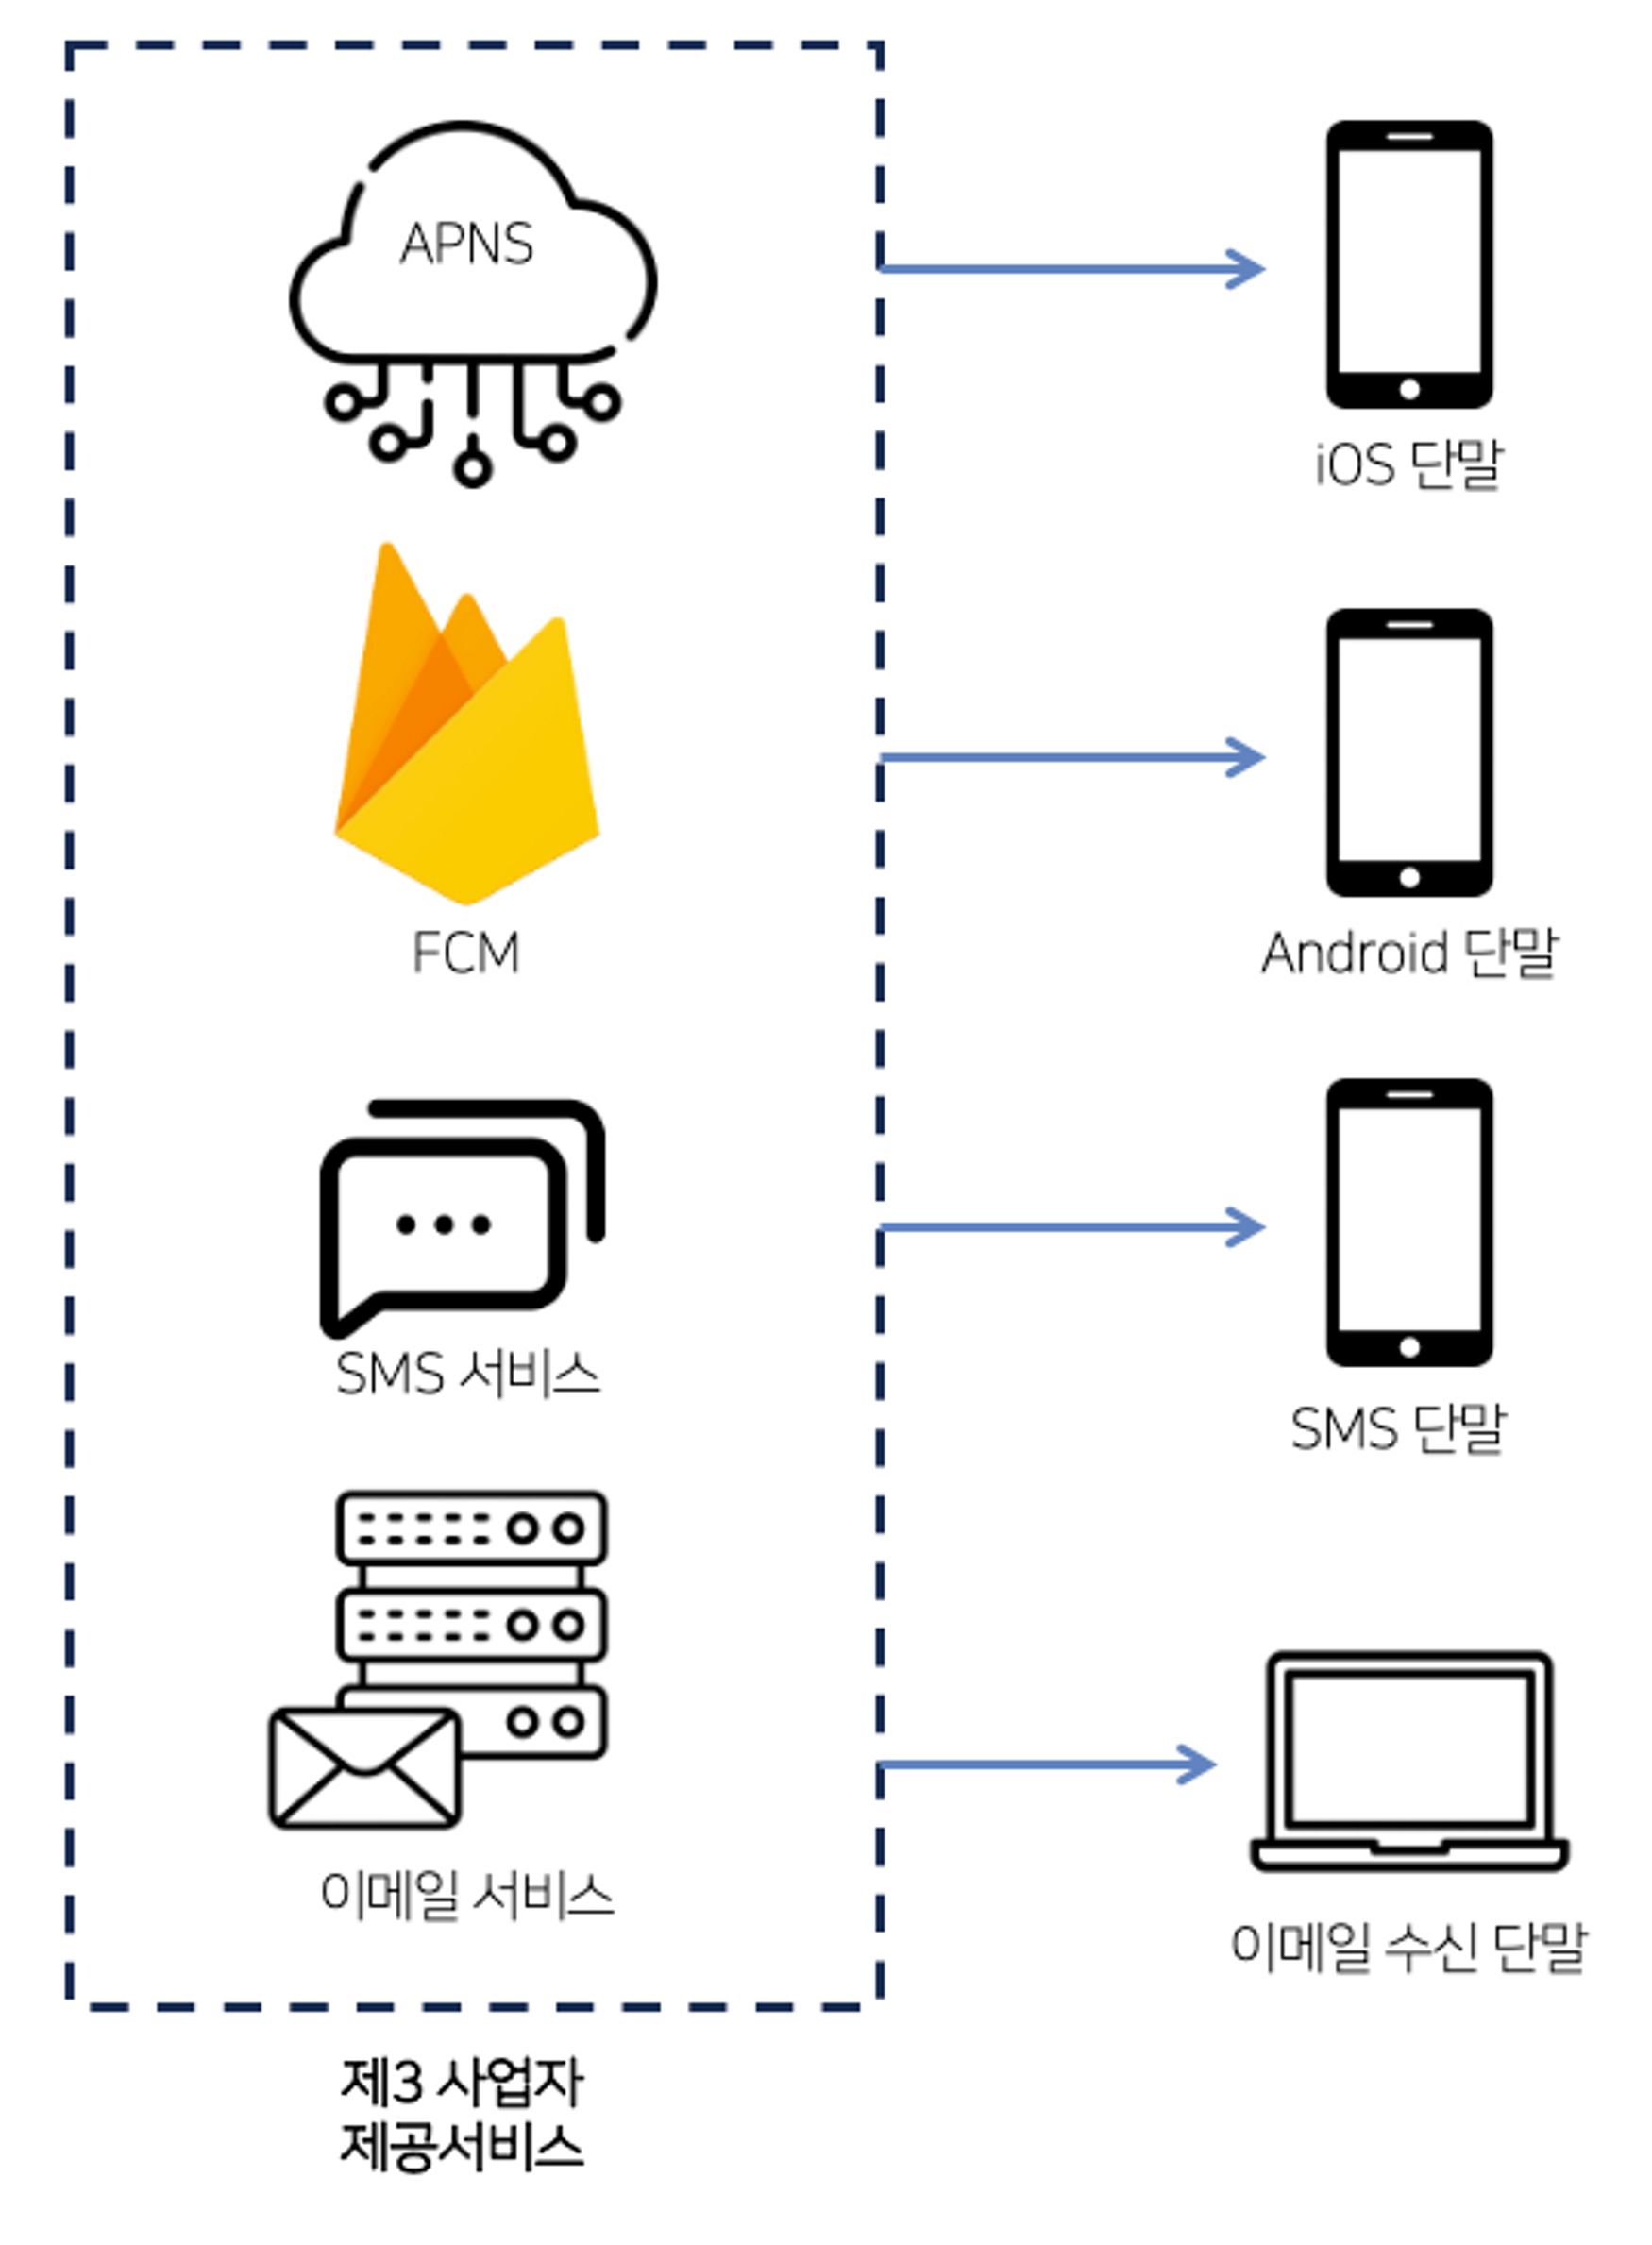 APNS
iOS 단말
FCM
Android 단말
SMS 서비스
SMS 단말
이메일 서비스
이메일 수신 단말
제3 사업자
제공서비스